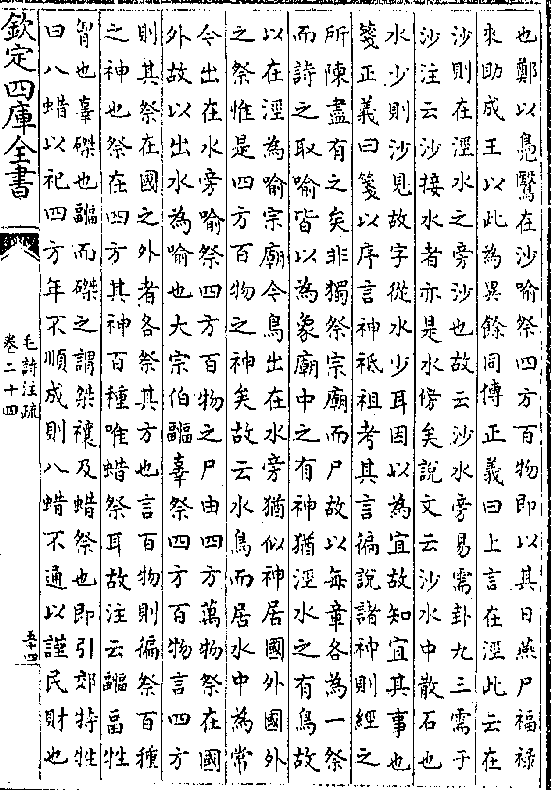 也鄭以鳧鷖在沙喻祭四方百物即以其日燕尸福祿
來助成王以此為異餘同傳正義曰上言在涇此云在
沙則在涇水之旁沙也故云沙水旁易需卦九三需于
沙注云沙接水者亦是水傍矣說文云沙水中散石也
水少則沙見故字從水少耳因以為宜故知宜其事也
箋正義曰箋以序言神祗祖考其言徧說諸神則經之
所陳盡有之矣非獨祭宗廟而尸故以每章各為一祭
而詩之取喻皆以為象廟中之有神猶涇水之有鳥故
以在涇為喻宗廟今鳥出在水旁猶似神居國外國外
之祭惟是四方百物之神矣故云水鳥而居水中為常
今出在水旁喻祭四方百物之尸由四方萬物祭在國
外故以出水為喻也大宗伯疈辜祭四方百物言四方
則其祭在國之外者各祭其方也言百物則徧祭百種
之神也祭在四方其神百種唯蜡祭耳故注云疈疈牲
胷也辜磔也疈而磔之謂桀禳及蜡祭也即引郊特牲
曰八蜡以祀四方年不順成則八蜡不通以謹民財也
欽定四庫全書
毛詩注疏
卷二十四
五十四